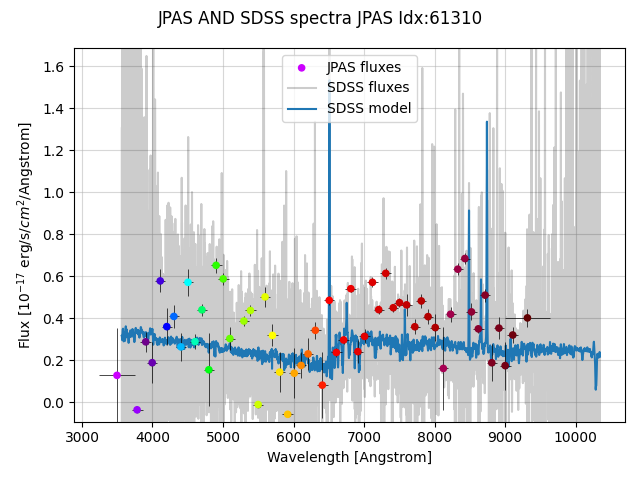 JPAS AND SDSS spectra JPAS Idx:61310
JPAS fluxes
SDSS fluxes
SDSS model
1.6
1.4
1.2
1.0
0.8
0.6
0.4
0.2
0.0
Flux [10⁻¹⁷ erg/s/cm²/Angstrom]
3000 4000 5000 6000 7000 8000 9000 10000
Wavelength [Angstrom]